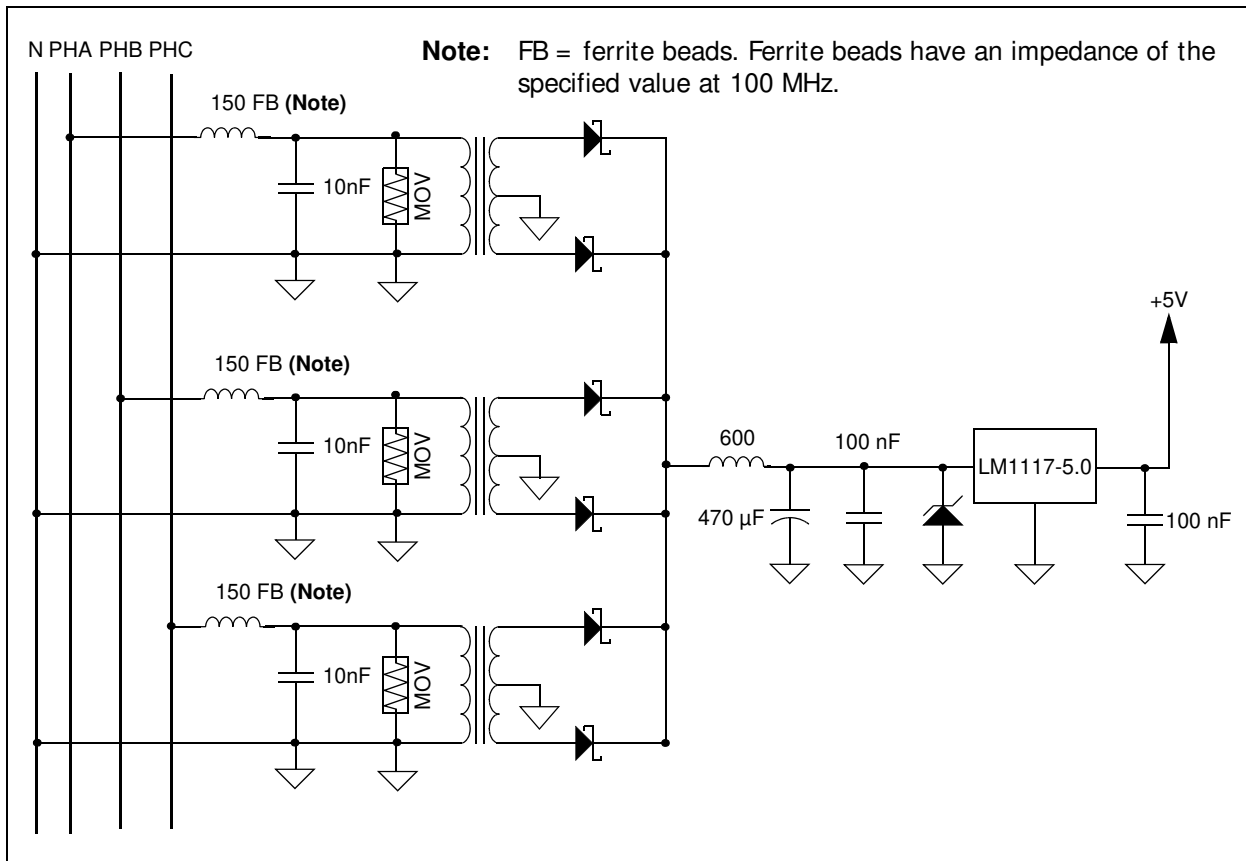 N PHA PHB PHC
Note: FB = ferrite beads. Ferrite beads have an impedance of the
specified value at 100 MHz.
150 FB (Note)
10nF
MOV
150 FB (Note)
10nF
MOV
150 FB (Note)
10nF
MOV
600
470 µF
100 nF
LM1117-5.0
+5V
100 nF